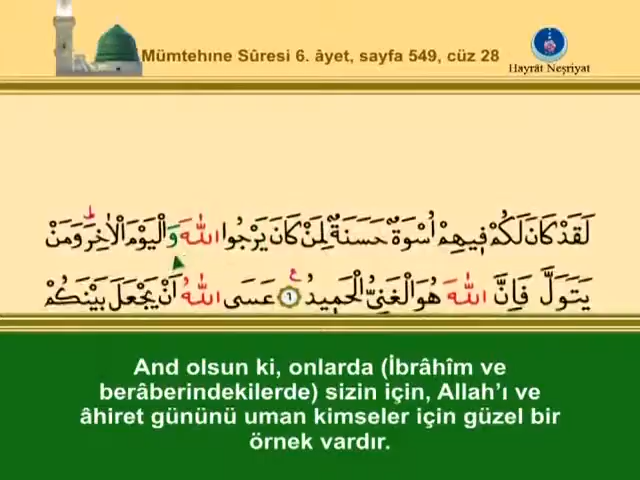 Mümtehıne Sûresi 6. âyet, sayfa 549, cüz 28
Hayrât Neşriyat
لَقَدْ كَانَ لَكُمْ فِيهِمْ اُسْوَةٌ حَسَنَةٌ لِمَنْ كَانَ يَرْجُوا اللّٰهَ وَالْيَوْمَ الْاٰخِرَۜ وَمَنْ
يَتَوَلَّ فَاِنَّ اللّٰهَ هُوَ الْغَنِيُّ الْحَمِيدُ ﴿٦﴾ عَسَى اللّٰهُ اَنْ يَجْعَلَ بَيْنَكُمْ
And olsun ki, onlarda (İbrâhîm ve
berâberindekilerde) sizin için, Allah’ı ve
âhiret gününü uman kimseler için güzel bir
örnek vardır.